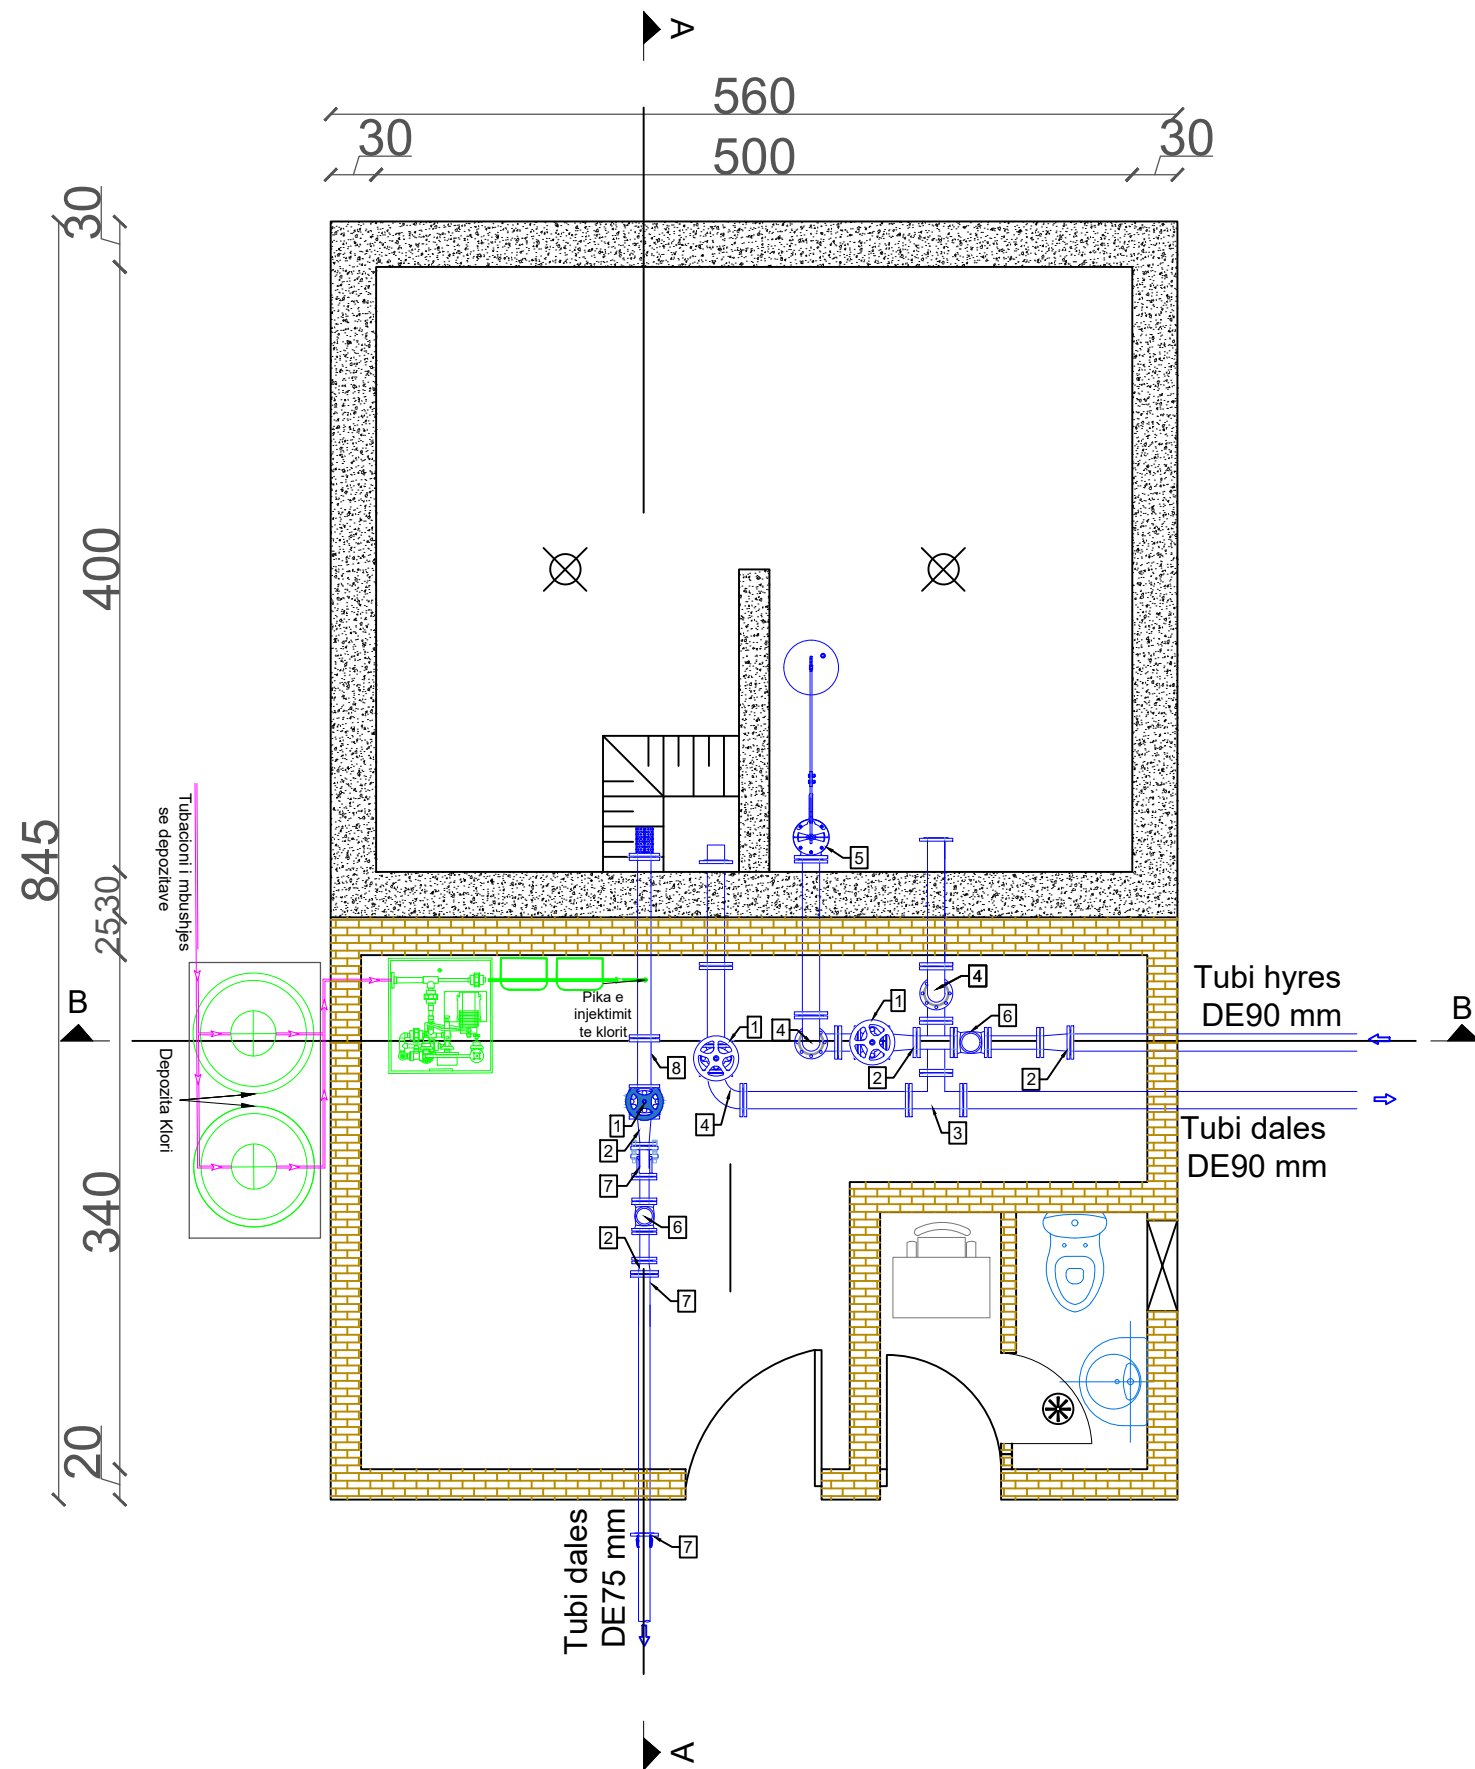 A
560
30
500
30
30
400
845
30
25
340
20
Tubacioni i mbushjes
se depozitave
Depozita Klori
B
B
Pika e
injektimit
te klorit
5
4
1
6
1
4
2
2
8
1
4
3
2
7
6
2
7
7
Tubi hyres
DE90 mm
Tubi dales
DE90 mm
Tubi dales
DE75 mm
A